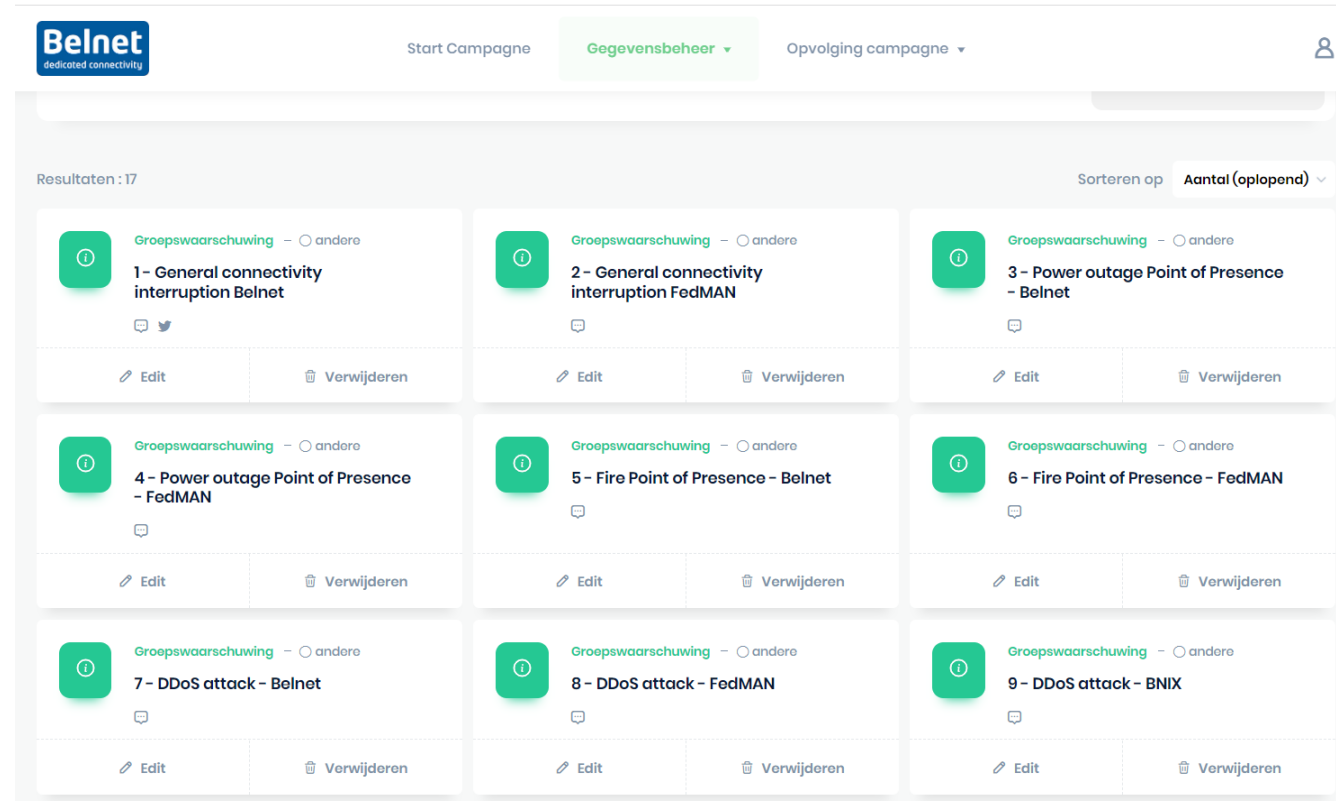 Belnet
dedicated connectivity
Start Campagne
Gegevensbeheer
Opvolging campagne
Resultaten : 17
Sorteren op
Aantal (oplopend)
Groepswaarschuwing – andere
1 - General connectivity
interruption Belnet
Edit
Verwijderen
Groepswaarschuwing – andere
2 - General connectivity
interruption FedMAN
Edit
Verwijderen
Groepswaarschuwing – andere
3 - Power outage Point of Presence
- Belnet
Edit
Verwijderen
Groepswaarschuwing – andere
4 - Power outage Point of Presence
- FedMAN
Edit
Verwijderen
Groepswaarschuwing – andere
5 - Fire Point of Presence - Belnet
Edit
Verwijderen
Groepswaarschuwing – andere
6 - Fire Point of Presence - FedMAN
Edit
Verwijderen
Groepswaarschuwing – andere
7 - DDoS attack - Belnet
Edit
Verwijderen
Groepswaarschuwing – andere
8 - DDoS attack - FedMAN
Edit
Verwijderen
Groepswaarschuwing – andere
9 - DDoS attack - BNIX
Edit
Verwijderen